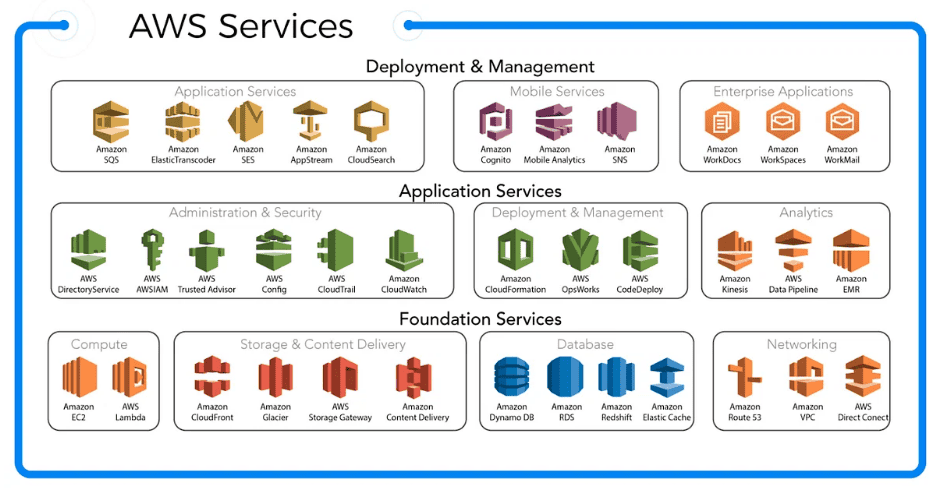 AWS Services
Deployment & Management
Application Services
Amazon SQS
Amazon ElasticTranscoder
Amazon SES
Amazon AppStream
Amazon CloudSearch
Mobile Services
Amazon Cognito
Amazon Mobile Analytics
Amazon SNS
Enterprise Applications
Amazon WorkDocs
Amazon WorkSpaces
Amazon WorkMail
Application Services
Administration & Security
AWS DirectoryService
AWS AWSIAM
AWS Trusted Advisor
AWS Config
AWS CloudTrail
Amazon CloudWatch
Deployment & Management
Amazon CloudFormation
AWS OpsWorks
AWS CodeDeploy
Analytics
Amazon Kinesis
AWS Data Pipeline
Amazon EMR
Foundation Services
Compute
Amazon EC2
AWS Lambda
Storage & Content Delivery
Amazon CloudFront
Amazon Glacier
AWS Storage Gateway
Amazon Content Delivery
Database
Amazon Dynamo DB
Amazon RDS
Amazon Redshift
Amazon Elastic Cache
Networking
Amazon Route 53
Amazon VPC
AWS Direct Conect